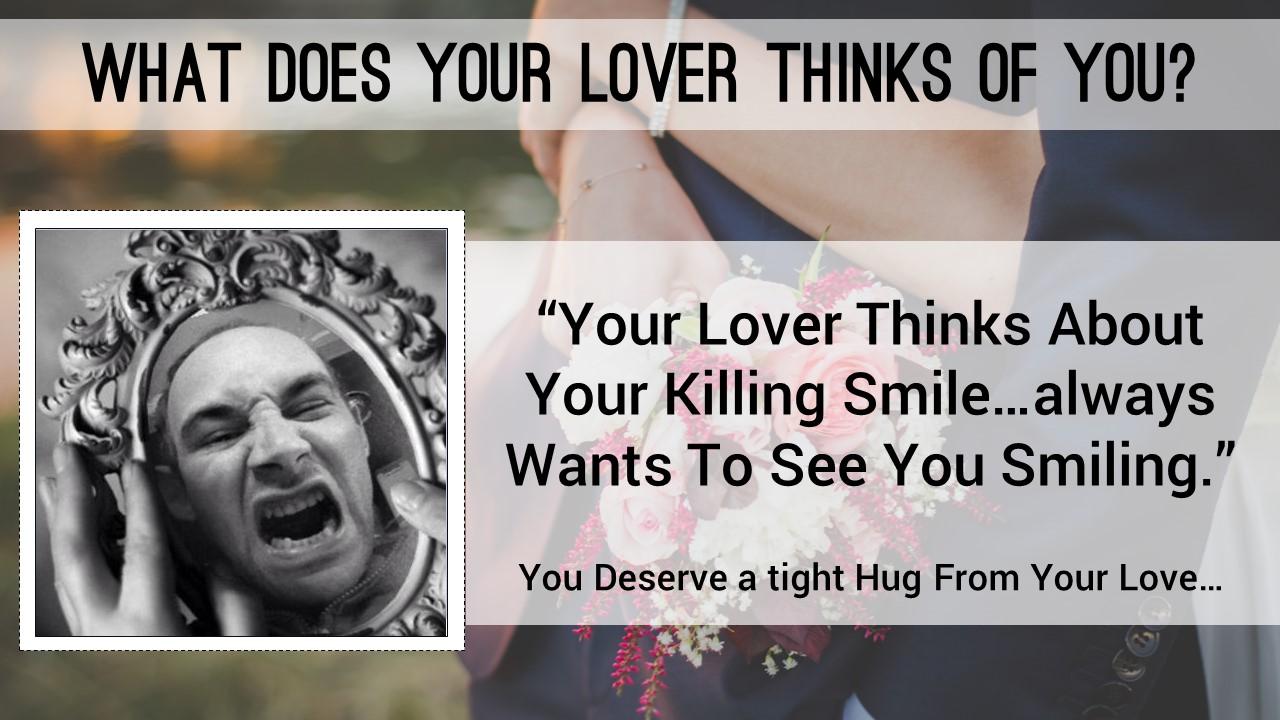 WHAT DOES YOUR LOVER THINKS OF YOU?
“Your Lover Thinks About
Your Killing Smile...always
Wants To See You Smiling.”
You Deserve a tight Hug From Your Love...